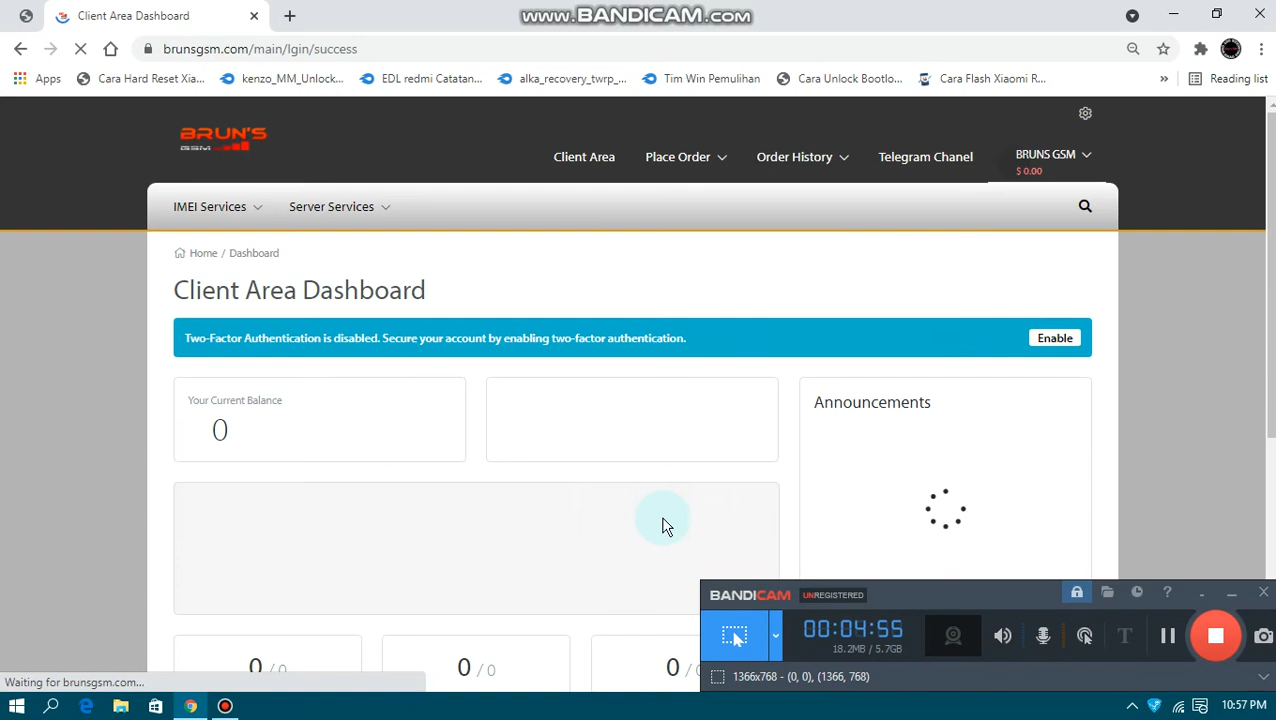 Client Area Dashboard
www.BANDICAM.com
brunsgsm.com/main/lgin/success
Apps
Cara Hard Reset Xia...
kenzo_MM_Unlock...
EDL redmi Catatan...
alka_recovery_twrp_...
Tim Win Pemulihan
Cara Unlock Bootlo...
Cara Flash Xiaomi R...
»
Reading list
BRUN'S
GSM
Client Area
Place Order
Order History
Telegram Chanel
BRUNS GSM
$ 0.00
IMEI Services
Server Services
Home / Dashboard
Client Area Dashboard
Two-Factor Authentication is disabled. Secure your account by enabling two-factor authentication.
Enable
Your Current Balance
0
Announcements
0 / 0
0 / 0
0 / 0
BANDICAM
UNREGISTERED
00:04:55
18.2MB / 5.7GB
1366x768 - (0, 0), (1366, 768)
Waiting for brunsgsm.com...
10:57 PM